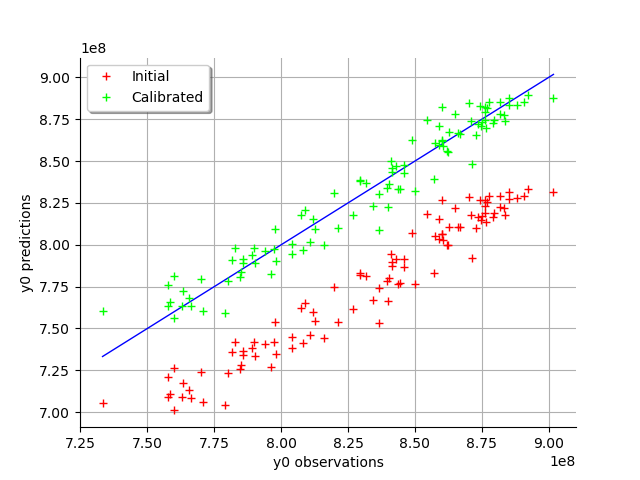 1e8
9.00
8.75
8.50
8.25
8.00
7.75
7.50
7.25
7.00
y0 predictions
Initial
Calibrated
7.25 7.50 7.75 8.00 8.25 8.50 8.75 9.00
y0 observations
1e8